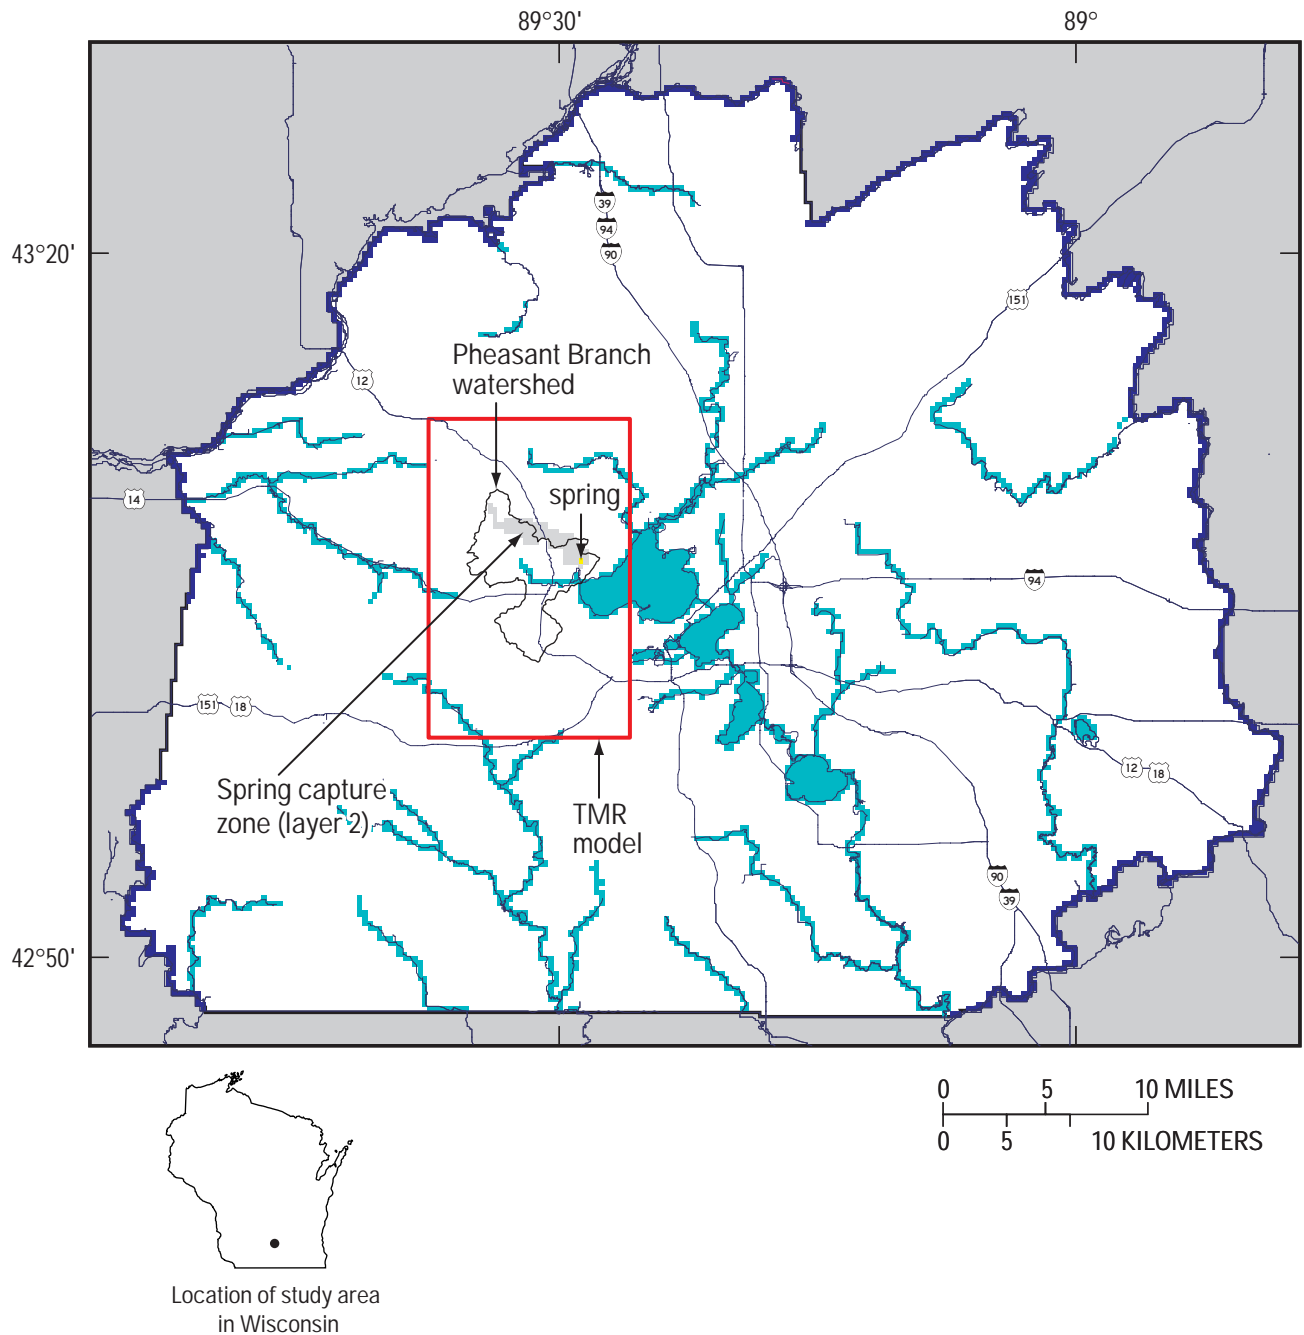 89°30'
89°
39
94
90
43°20'
151
Pheasant Branch
watershed
12
spring
14
94
151
18
12
18
Spring capture
zone (layer 2)
TMR
model
90
39
42°50'
0
5
10 MILES
0
5
10 KILOMETERS
Location of study area
in Wisconsin